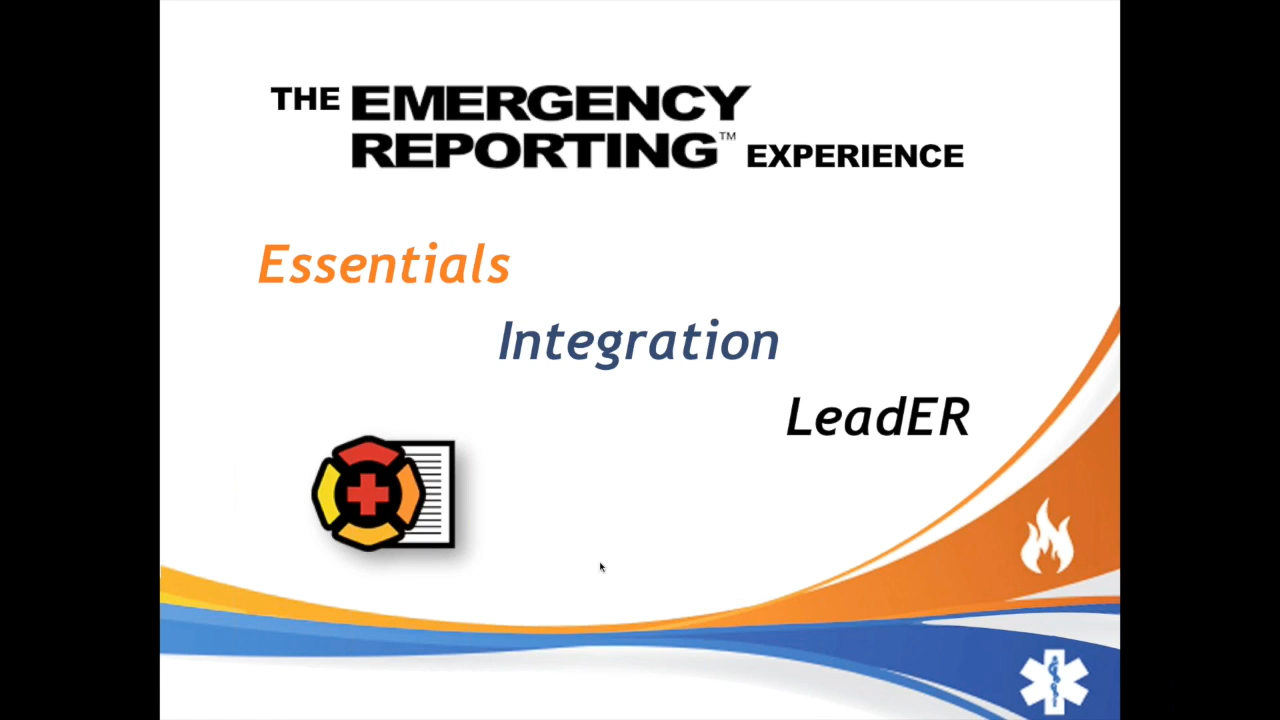 THE EMERGENCY
REPORTING™ EXPERIENCE
Essentials
Integration
LeadER